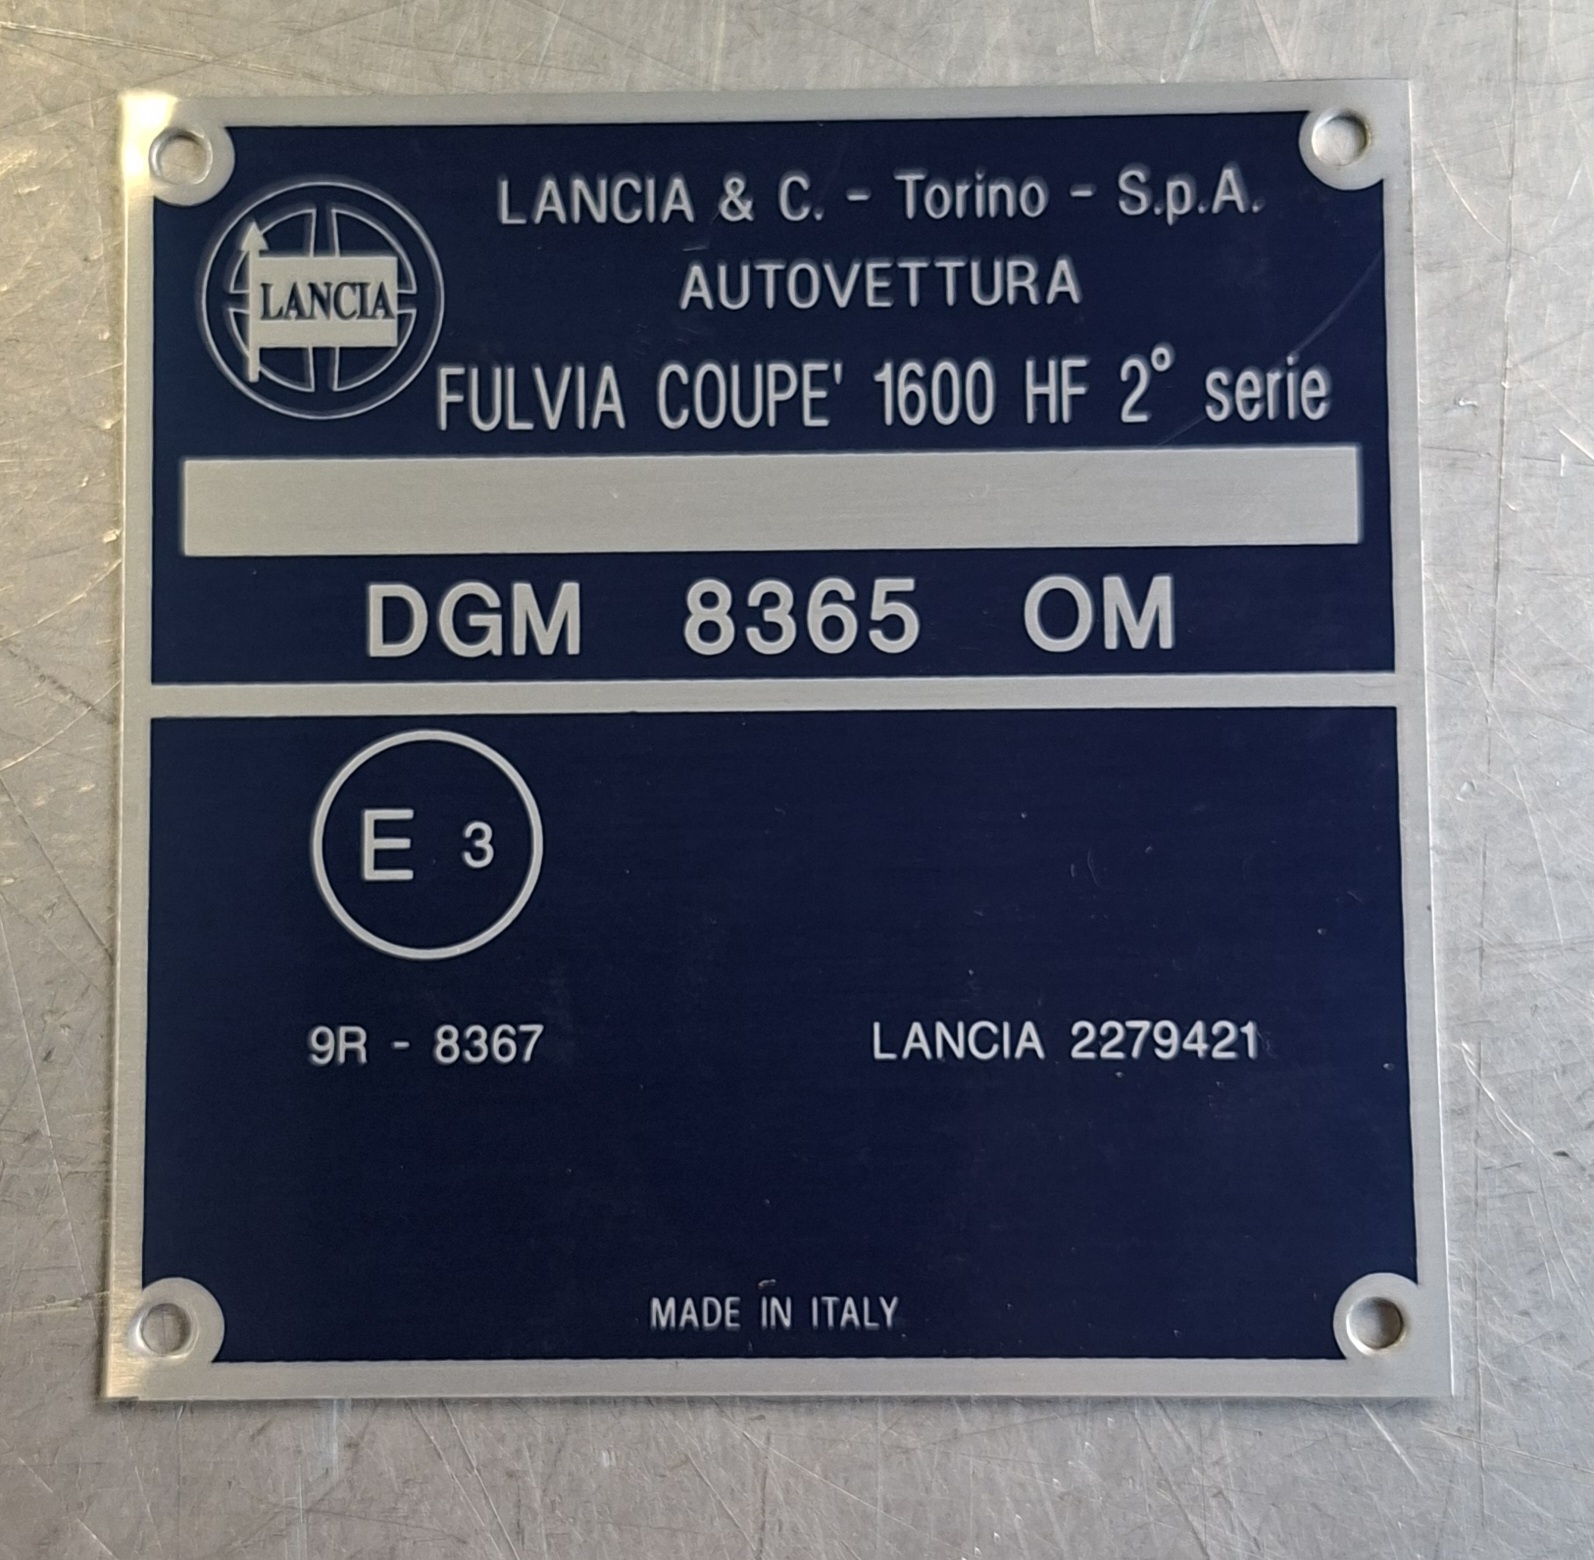 LANCIA & C. - Torino - S.p.A.
LANCIA
AUTOVETTURA
FULVIA COUPE' 1600 HF 2° serie
DGM 8365 OM
E 3
9R - 8367 LANCIA 2279421
MADE IN ITALY